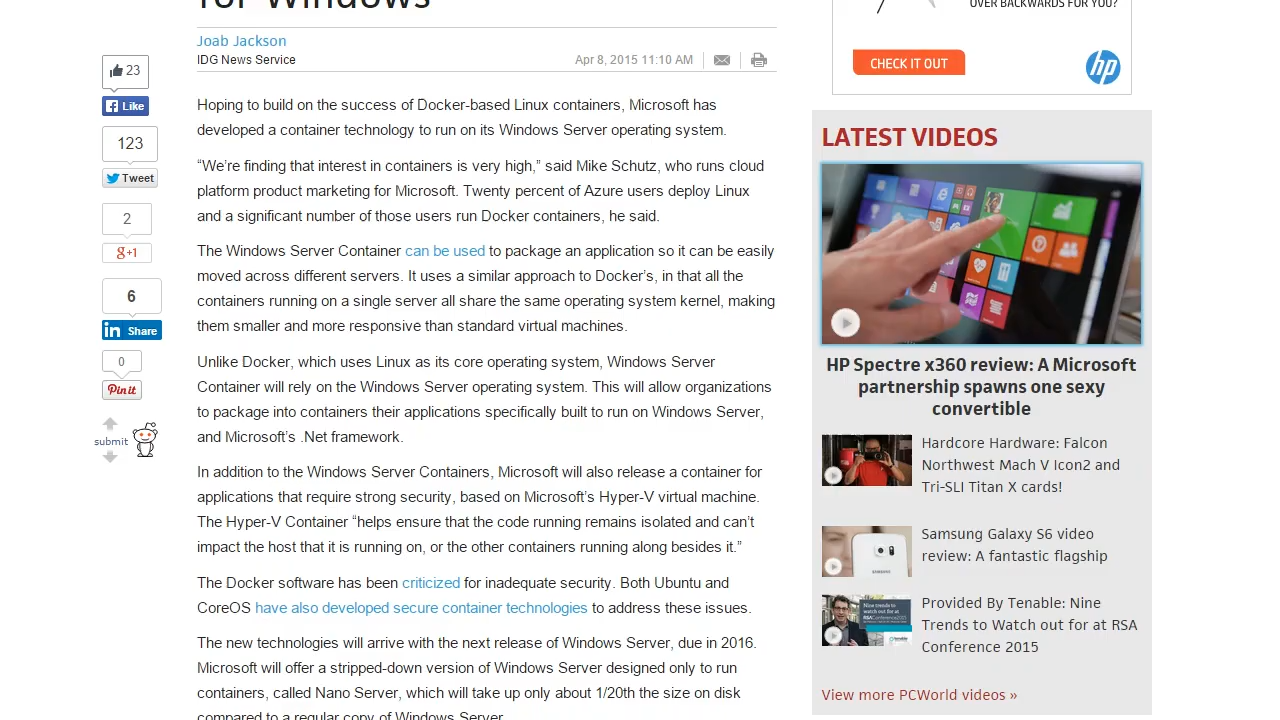 for Windows
Joab Jackson
IDG News Service
Apr 8, 2015 11:10 AM
23
Like
123
Tweet
2
g+1
6
in Share
0
Pin it
submit
Hoping to build on the success of Docker-based Linux containers, Microsoft has
developed a container technology to run on its Windows Server operating system.
“We’re finding that interest in containers is very high,” said Mike Schutz, who runs cloud
platform product marketing for Microsoft. Twenty percent of Azure users deploy Linux
and a significant number of those users run Docker containers, he said.
The Windows Server Container can be used to package an application so it can be easily
moved across different servers. It uses a similar approach to Docker’s, in that all the
containers running on a single server all share the same operating system kernel, making
them smaller and more responsive than standard virtual machines.
Unlike Docker, which uses Linux as its core operating system, Windows Server
Container will rely on the Windows Server operating system. This will allow organizations
to package into containers their applications specifically built to run on Windows Server,
and Microsoft’s .Net framework.
In addition to the Windows Server Containers, Microsoft will also release a container for
applications that require strong security, based on Microsoft’s Hyper-V virtual machine.
The Hyper-V Container “helps ensure that the code running remains isolated and can’t
impact the host that it is running on, or the other containers running along besides it.”
The Docker software has been criticized for inadequate security. Both Ubuntu and
CoreOS have also developed secure container technologies to address these issues.
The new technologies will arrive with the next release of Windows Server, due in 2016.
Microsoft will offer a stripped-down version of Windows Server designed only to run
containers, called Nano Server, which will take up only about 1/20th the size on disk
compared to a regular copy of Windows Server.
OVER BACKWARDS FOR YOU?
CHECK IT OUT
hp
LATEST VIDEOS
HP Spectre x360 review: A Microsoft
partnership spawns one sexy
convertible
Hardcore Hardware: Falcon
Northwest Mach V Icon2 and
Tri-SLI Titan X cards!
Samsung Galaxy S6 video
review: A fantastic flagship
SAMSUNG
Provided By Tenable: Nine
Trends to Watch out for at RSA
Conference 2015
View more PCWorld videos »